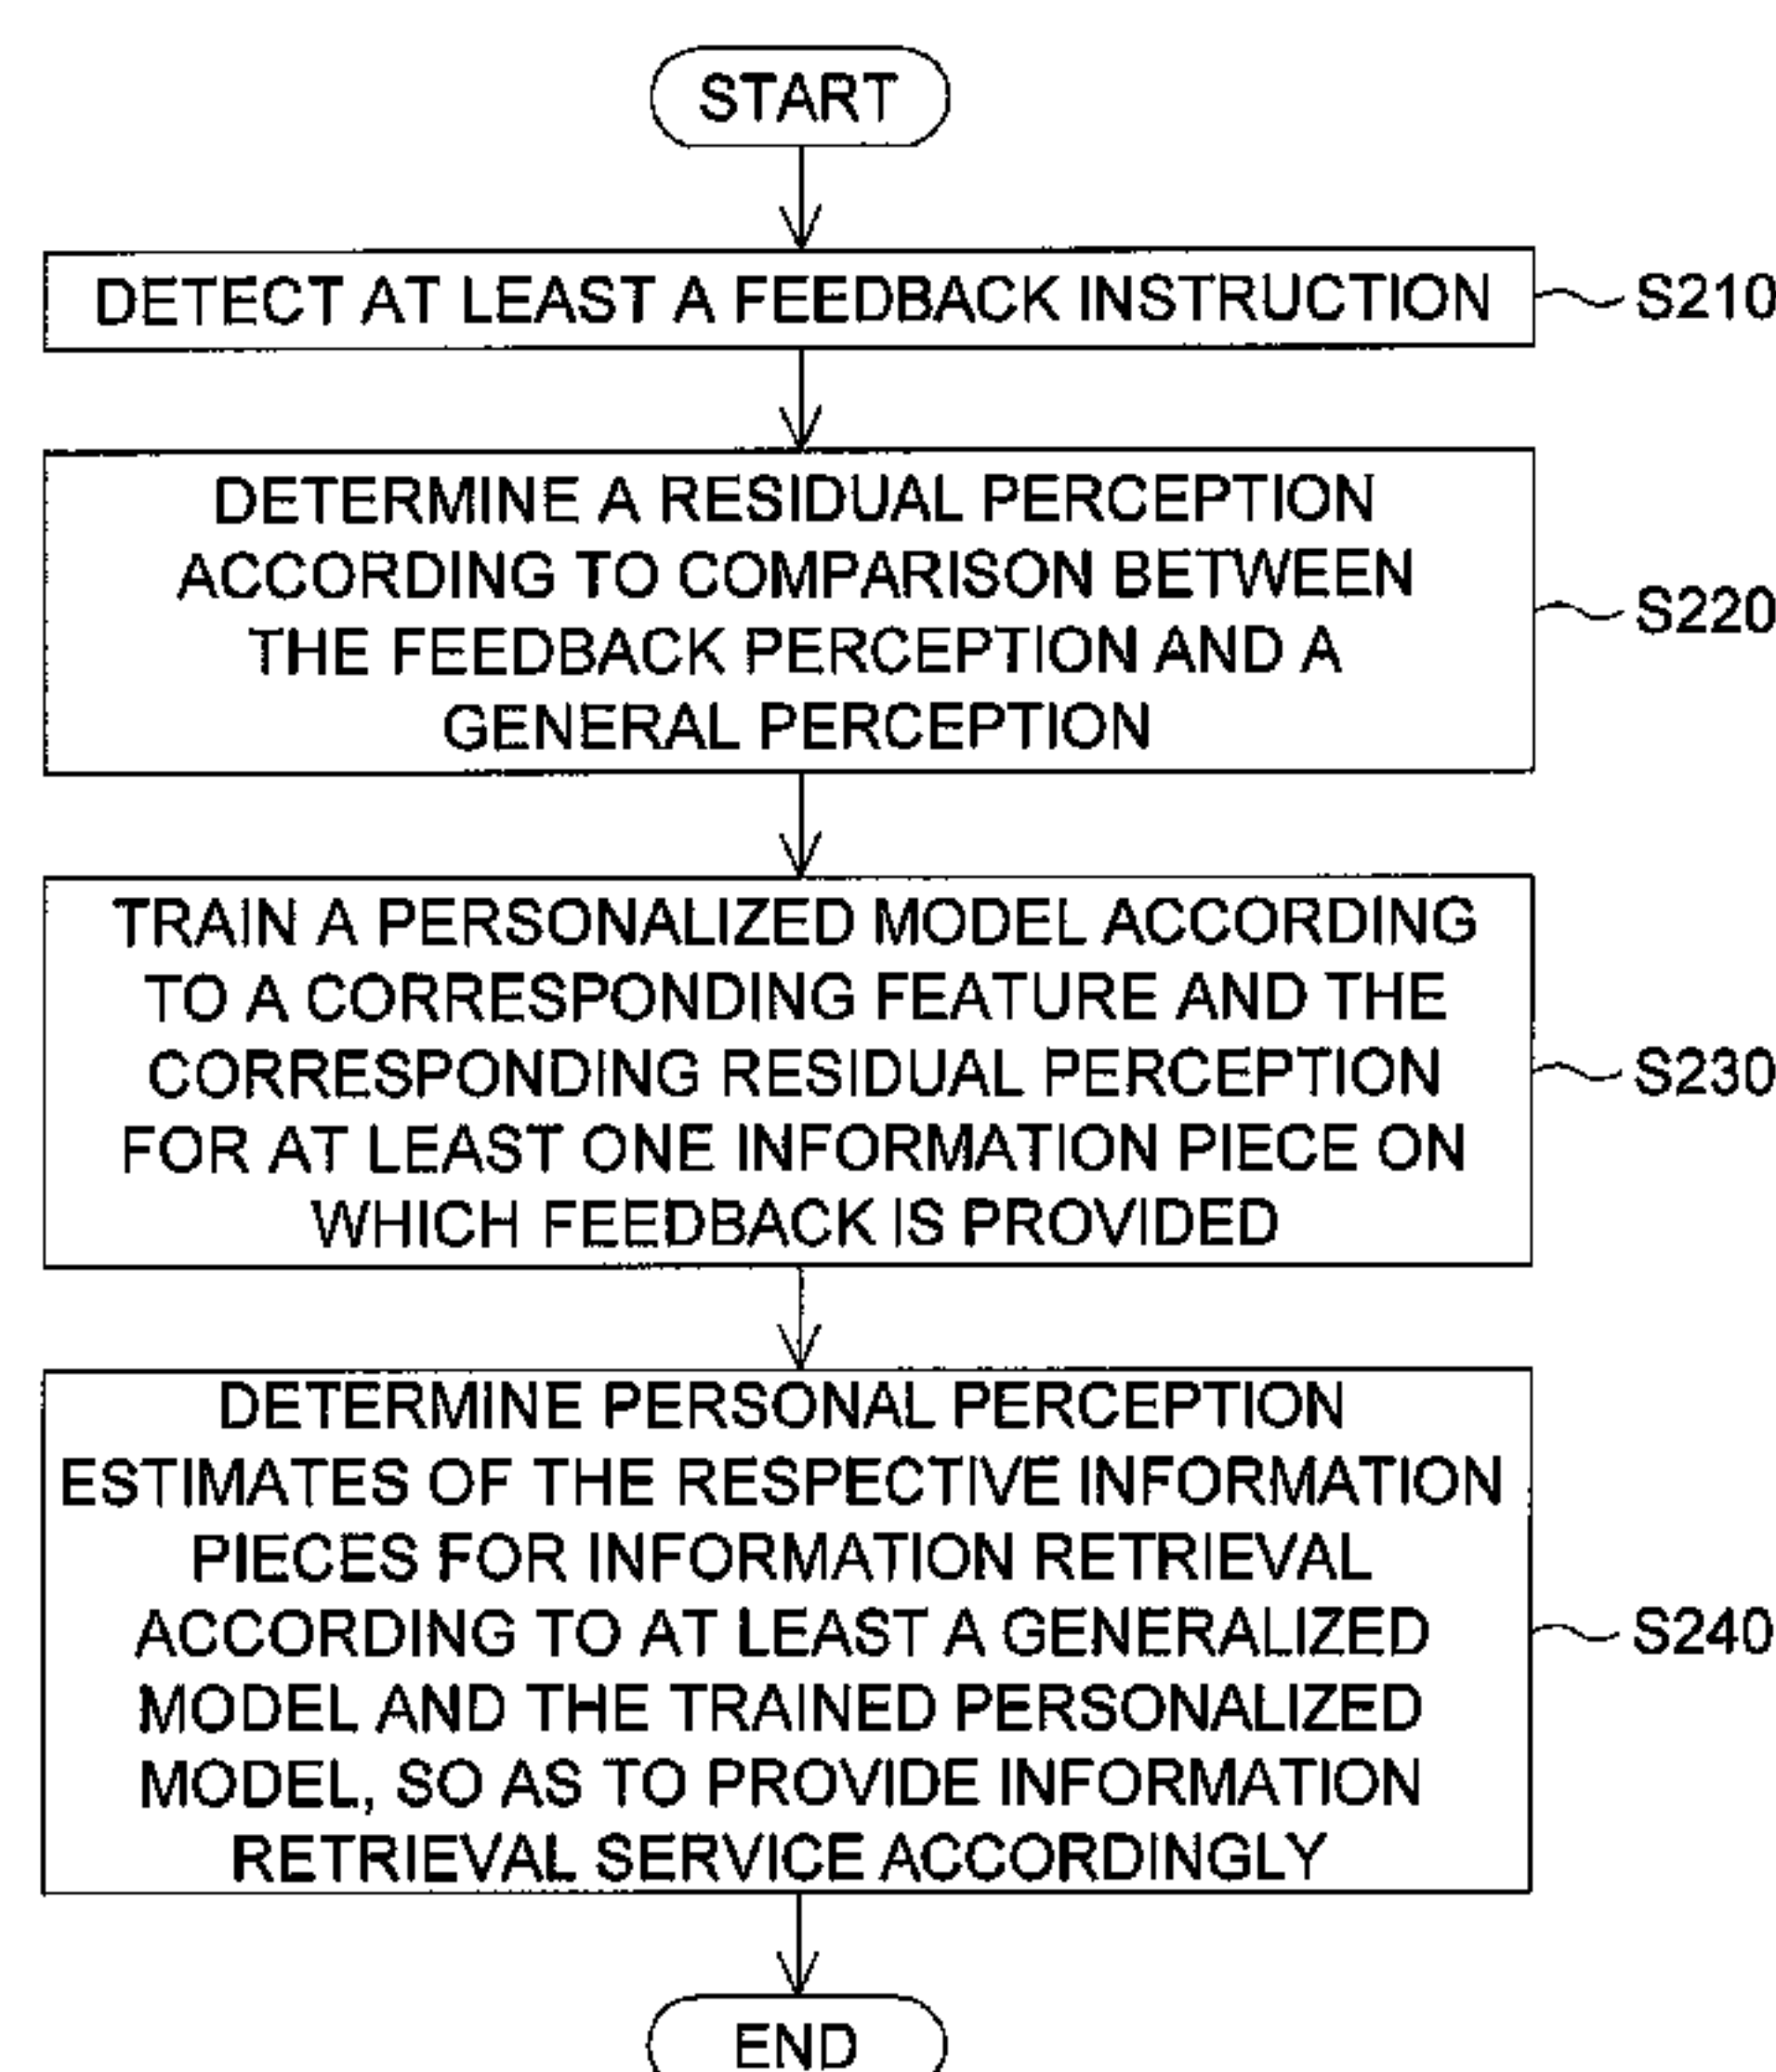 START
DETECT AT LEAST A FEEDBACK INSTRUCTION
S210
DETERMINE A RESIDUAL PERCEPTION
ACCORDING TO COMPARISON BETWEEN
THE FEEDBACK PERCEPTION AND A
GENERAL PERCEPTION
S220
TRAIN A PERSONALIZED MODEL ACCORDING
TO A CORRESPONDING FEATURE AND THE
CORRESPONDING RESIDUAL PERCEPTION
FOR AT LEAST ONE INFORMATION PIECE ON
WHICH FEEDBACK IS PROVIDED
S230
DETERMINE PERSONAL PERCEPTION
ESTIMATES OF THE RESPECTIVE INFORMATION
PIECES FOR INFORMATION RETRIEVAL
ACCORDING TO AT LEAST A GENERALIZED
MODEL AND THE TRAINED PERSONALIZED
MODEL, SO AS TO PROVIDE INFORMATION
RETRIEVAL SERVICE ACCORDINGLY
S240
END